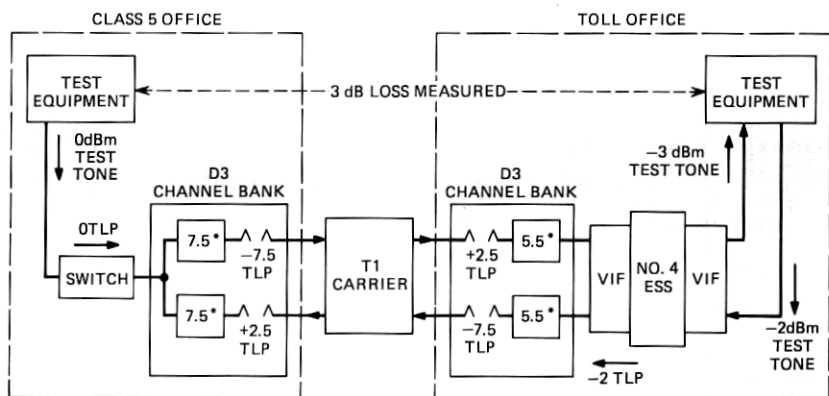 CLASS 5 OFFICE
TOLL OFFICE
TEST
EQUIPMENT
3 dB LOSS MEASURED
TEST
EQUIPMENT
0dBm
TEST
TONE
−3 dBm
TEST TONE
D3
CHANNEL BANK
D3
CHANNEL BANK
0TLP
7.5*
−7.5
TLP
T1
CARRIER
+2.5
TLP
5.5*
SWITCH
VIF
NO. 4
ESS
VIF
7.5*
+2.5
TLP
−7.5
TLP
5.5*
−2dBm
TEST
TONE
−2 TLP